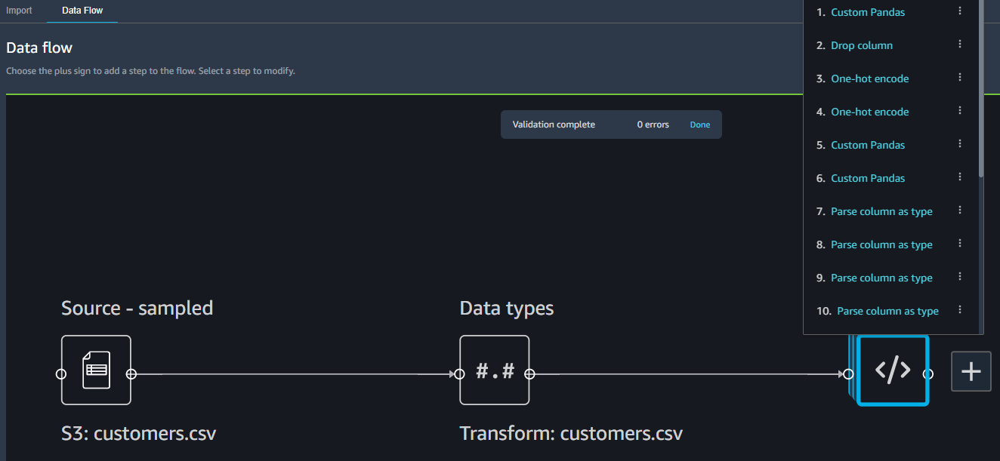 Import Data Flow
Data flow
Choose the plus sign to add a step to the flow. Select a step to modify.
Validation complete 0 errors Done
1. Custom Pandas
2. Drop column
3. One-hot encode
4. One-hot encode
5. Custom Pandas
6. Custom Pandas
7. Parse column as type
8. Parse column as type
9. Parse column as type
10. Parse column as type
Source - sampled
Data types
#.#
</>
+
S3: customers.csv
Transform: customers.csv